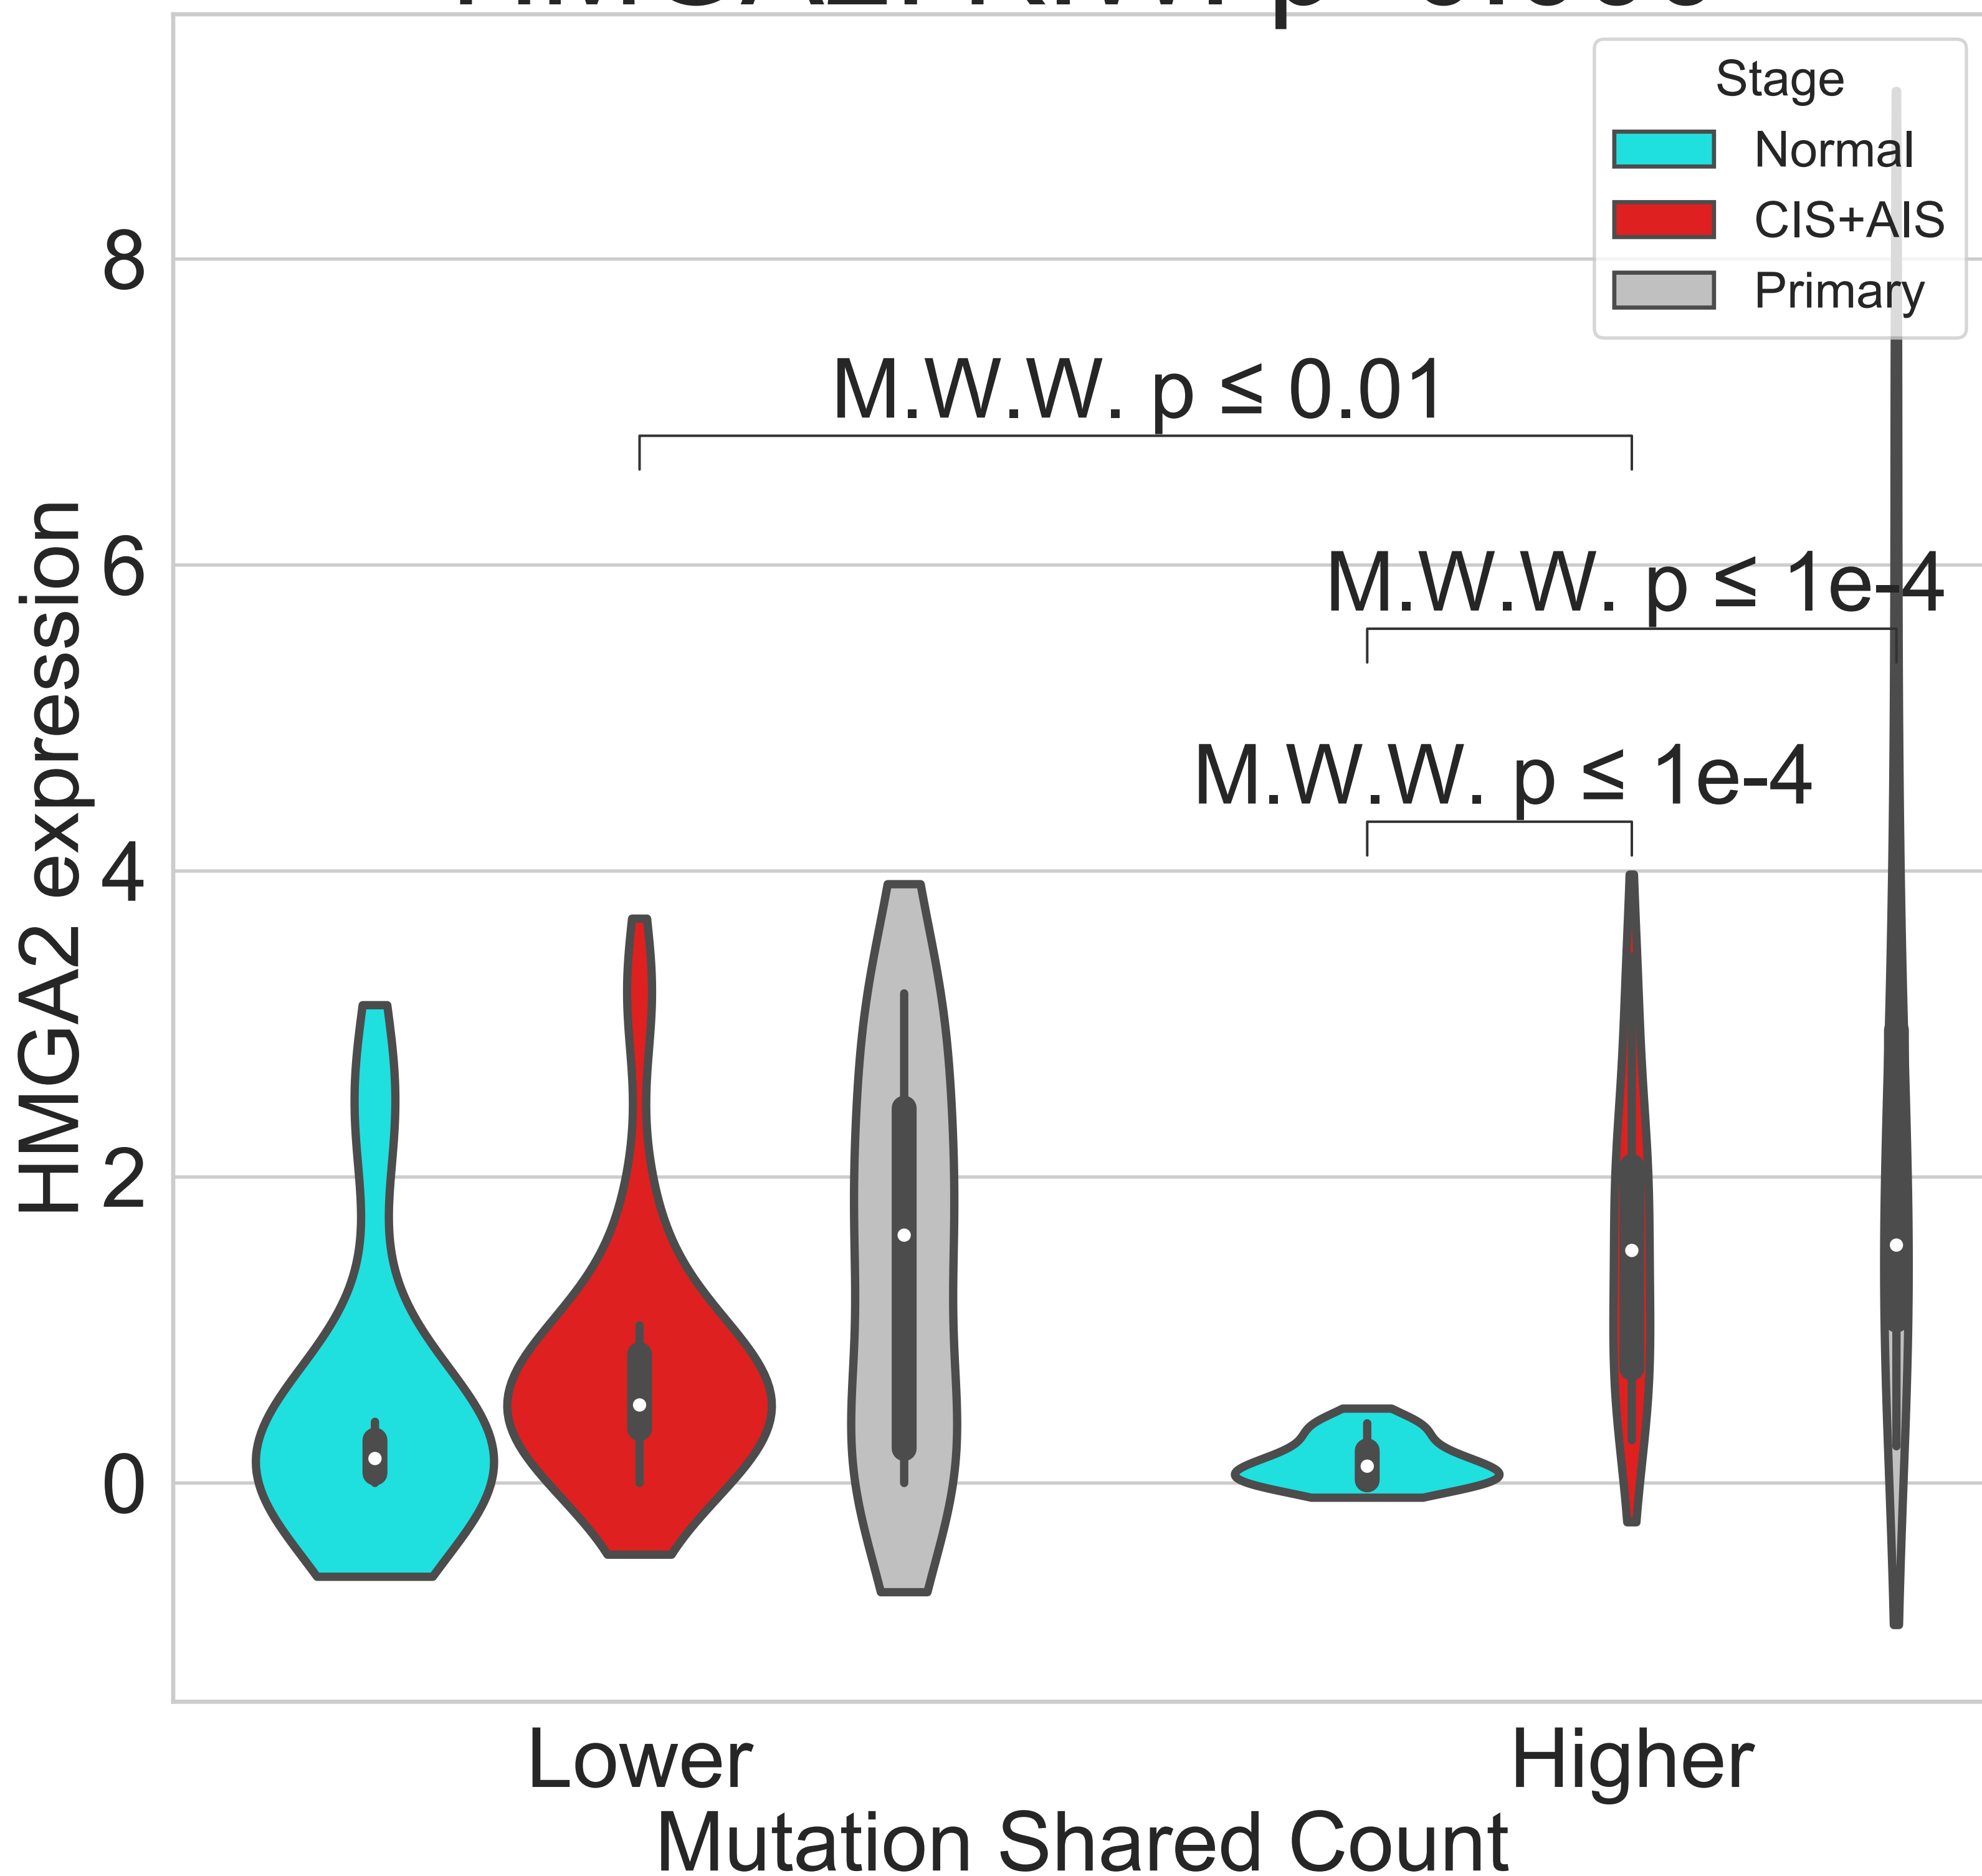 Stage
Normal
CIS+AIS
Primary
8
6
4
2
0
HMGA2 expression
M.W.W. p ≤ 0.01
M.W.W. p ≤ 1e-4
M.W.W. p ≤ 1e-4
Lower
Higher
Mutation Shared Count